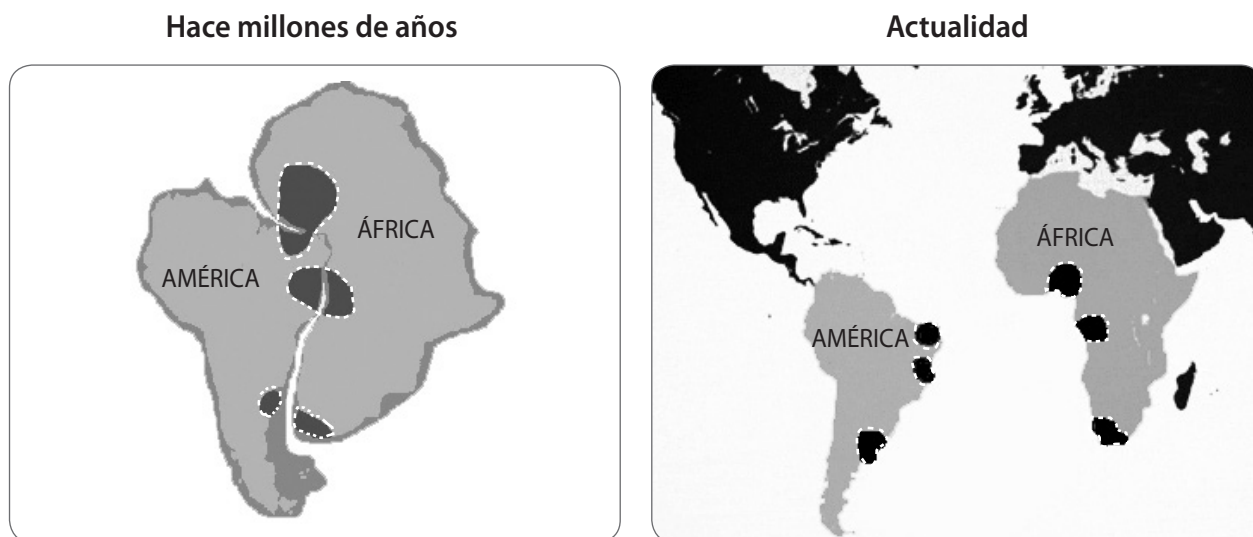 Hace millones de años
Actualidad
ÁFRICA
AMÉRICA
ÁFRICA
AMÉRICA